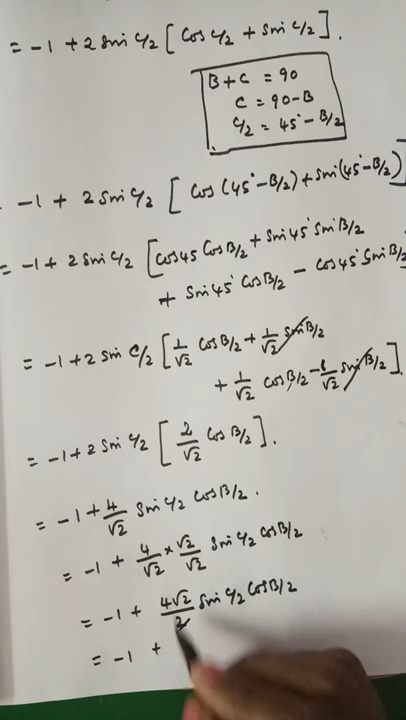 = -1 + 2 sin C/2 [cos C/2 + sin C/2].
B + C = 90
C = 90 - B
C/2 = 45° - B/2
-1 + 2 sin C/2 [cos (45° - B/2) + sin (45° - B/2)]
= -1 + 2 sin C/2 [cos 45 cos B/2 + sin 45° sin B/2
+ sin 45° cos B/2 - cos 45° sin B/2
= -1 + 2 sin C/2 [1/√2 cos B/2 + 1/√2 sin B/2
+ 1/√2 cos B/2 - 1/√2 sin B/2].
= -1 + 2 sin C/2 [2/√2 cos B/2].
= -1 + 4/√2 sin C/2 cos B/2.
= -1 + 4/√2 × √2/√2 sin C/2 cos B/2
= -1 + 4√2/2 sin C/2 cos B/2
= -1 +